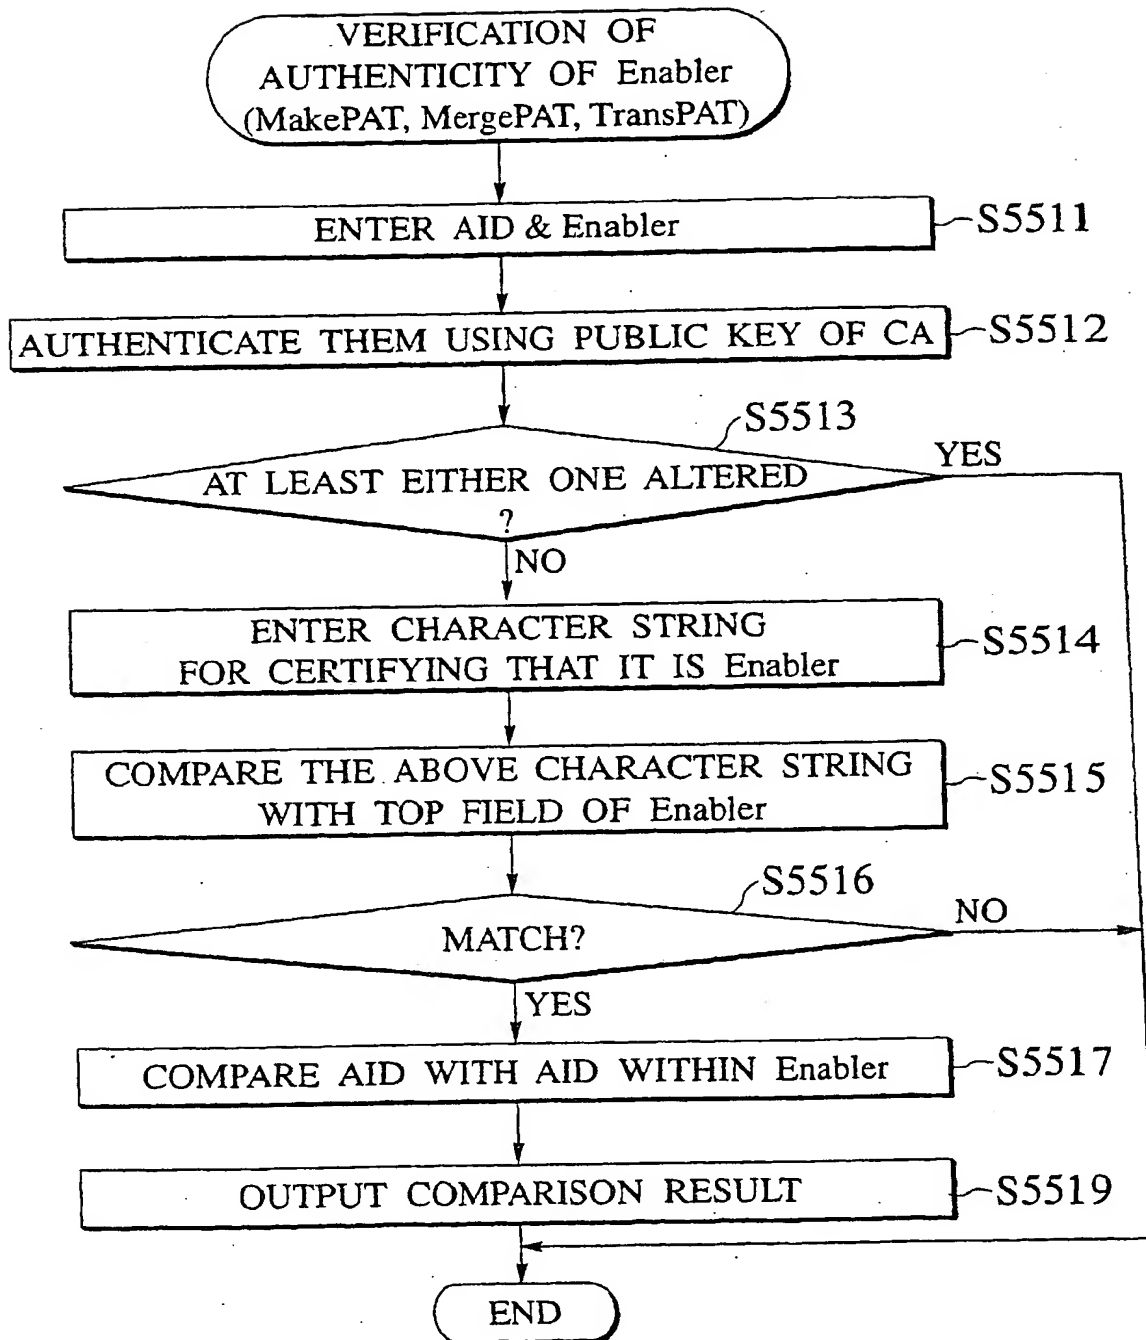 VERIFICATION OF
AUTHENTICITY OF Enabler
(MakePAT, MergePAT, TransPAT)
ENTER AID & Enabler
S5511
AUTHENTICATE THEM USING PUBLIC KEY OF CA
S5512
S5513
AT LEAST EITHER ONE ALTERED
?
YES
NO
ENTER CHARACTER STRING
FOR CERTIFYING THAT IT IS Enabler
S5514
COMPARE THE ABOVE CHARACTER STRING
WITH TOP FIELD OF Enabler
S5515
S5516
MATCH?
NO
YES
COMPARE AID WITH AID WITHIN Enabler
S5517
OUTPUT COMPARISON RESULT
S5519
END